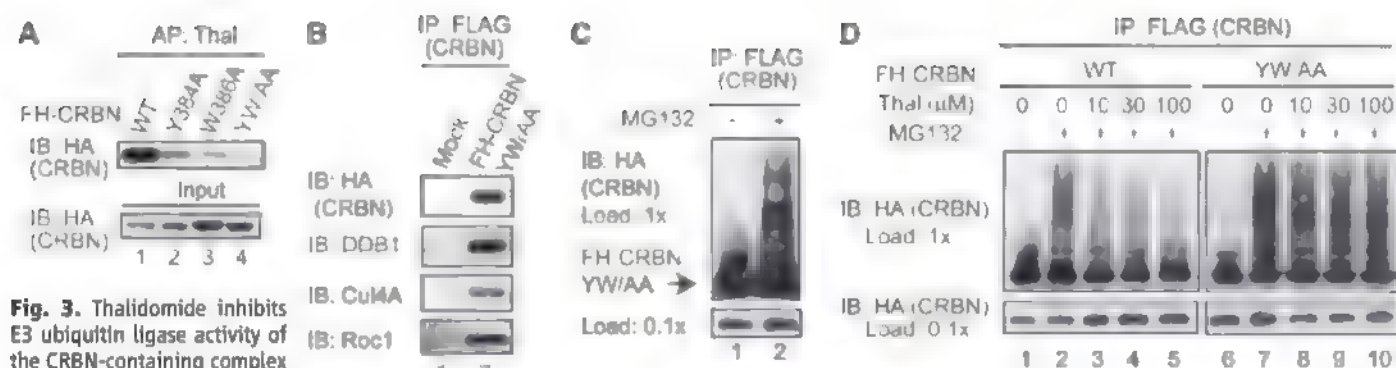 A
AP: Thal
FH-CRBN
WT
Y384A
W386A
YW/AA
IB HA
(CRBN)
Input
IB HA
(CRBN)
1 2 3 4
Fig. 3. Thalidomide inhibits
E3 ubiquitin ligase activity of
the CRBN-containing complex
B
IP FLAG
(CRBN)
Mock
FH-CRBN
YW/AA
IB: HA
(CRBN)
IB DDB1
IB. Cul4A
IB: Roc1
C
IP: FLAG
(CRBN)
MG132 - +
IB: HA
(CRBN)
Load 1x
FH CRBN
YW/AA
Load: 0.1x
1 2
D
IP FLAG (CRBN)
FH CRBN WT YW AA
Thal (µM) 0 0 10 30 100 0 0 10 30 100
MG132 + + + + + + + +
IB HA (CRBN)
Load 1x
IB HA (CRBN)
Load 0 1x
1 2 3 4 5 6 7 8 9 10